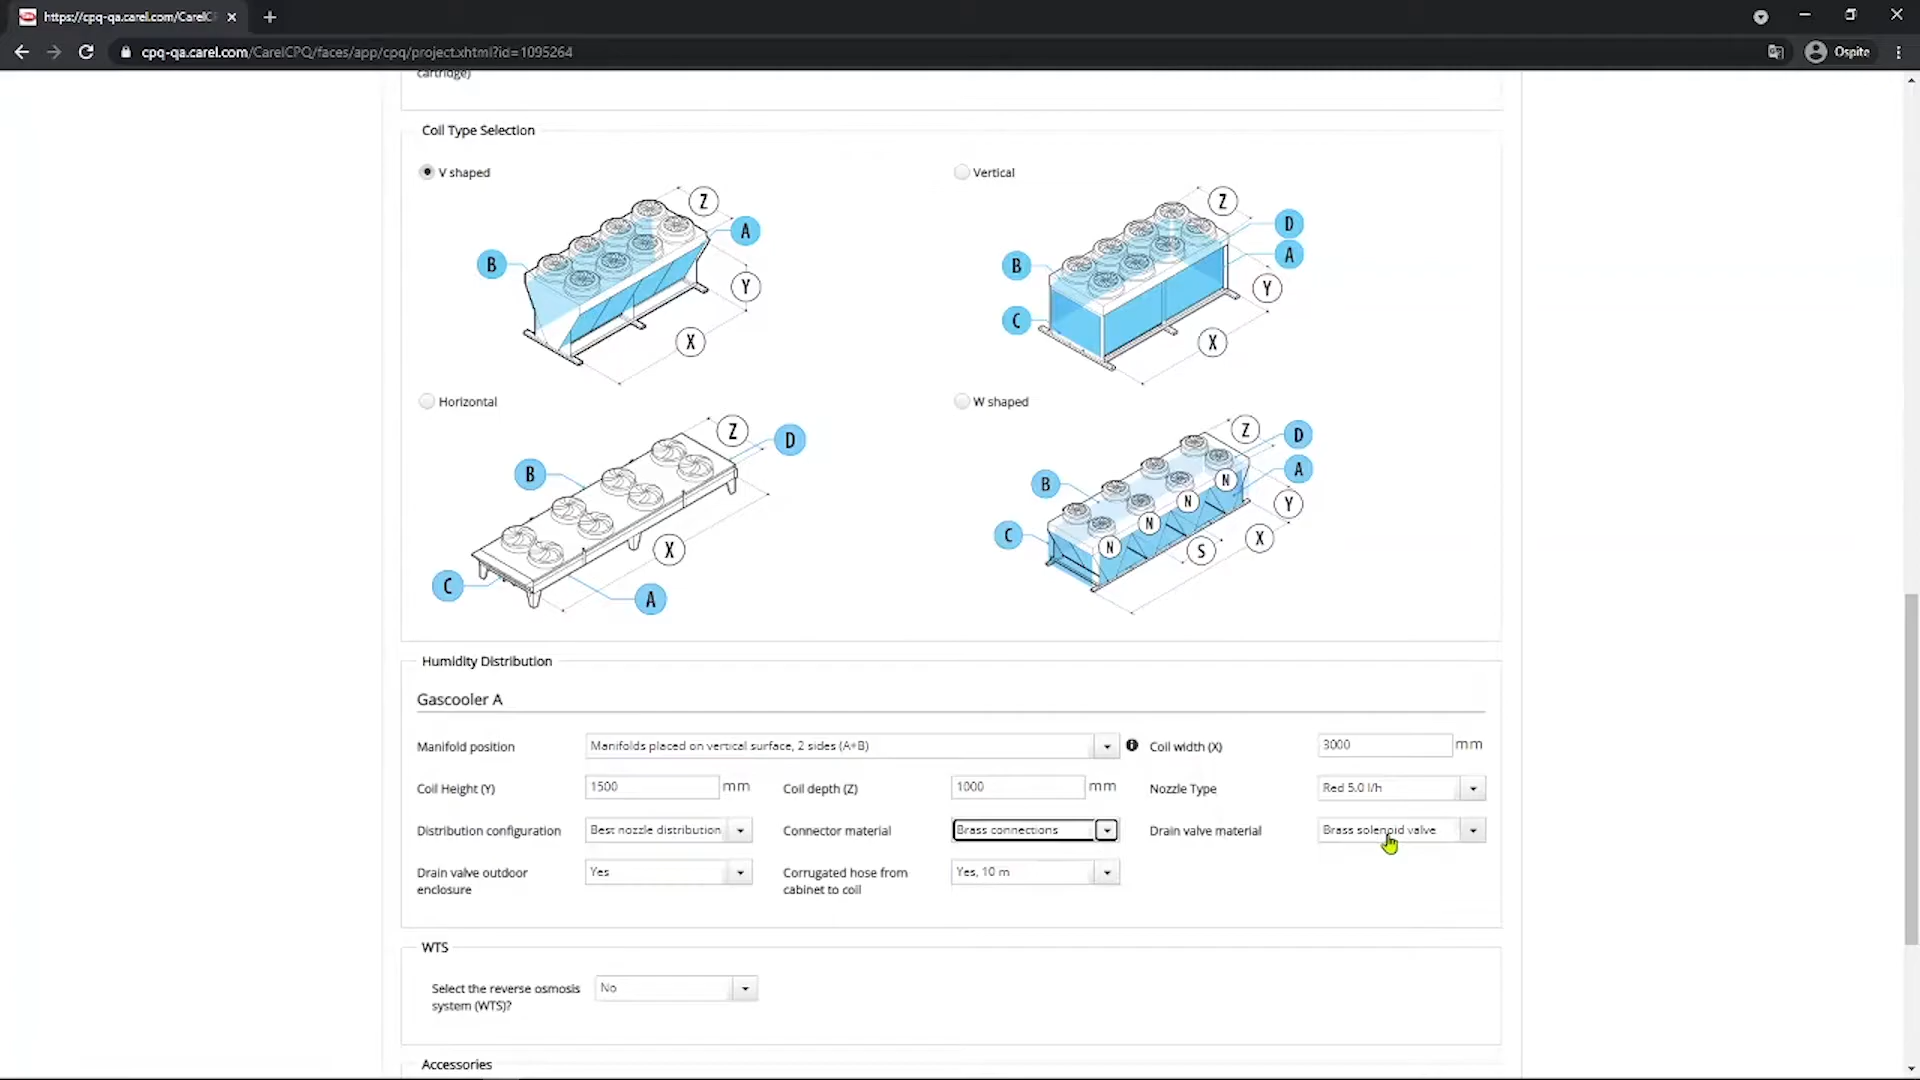 https://cpq-qa.carel.com/CarelC
cpq-qa.carel.com/CarelCPQ/faces/app/cpq/project.xhtml?id=1095264
Ospite
cartridge)
Coil Type Selection
V shaped
Vertical
Z
A
B
Y
X
Z
D
A
B
Y
C
X
Horizontal
W shaped
Z
D
B
X
C
A
Z
D
A
B
N
N
N
N
Y
C
S
X
Humidity Distribution
Gascooler A
Manifold position
Manifolds placed on vertical surface, 2 sides (A+B)
Coil width (X)
3000
mm
Coil Height (Y)
1500
mm
Coil depth (Z)
1000
mm
Nozzle Type
Red 5.0 l/h
Distribution configuration
Best nozzle distribution
Connector material
Brass connections
Drain valve material
Brass solenoid valve
Drain valve outdoor
enclosure
Yes
Corrugated hose from
cabinet to coil
Yes, 10 m
WTS
Select the reverse osmosis
system (WTS)?
No
Accessories